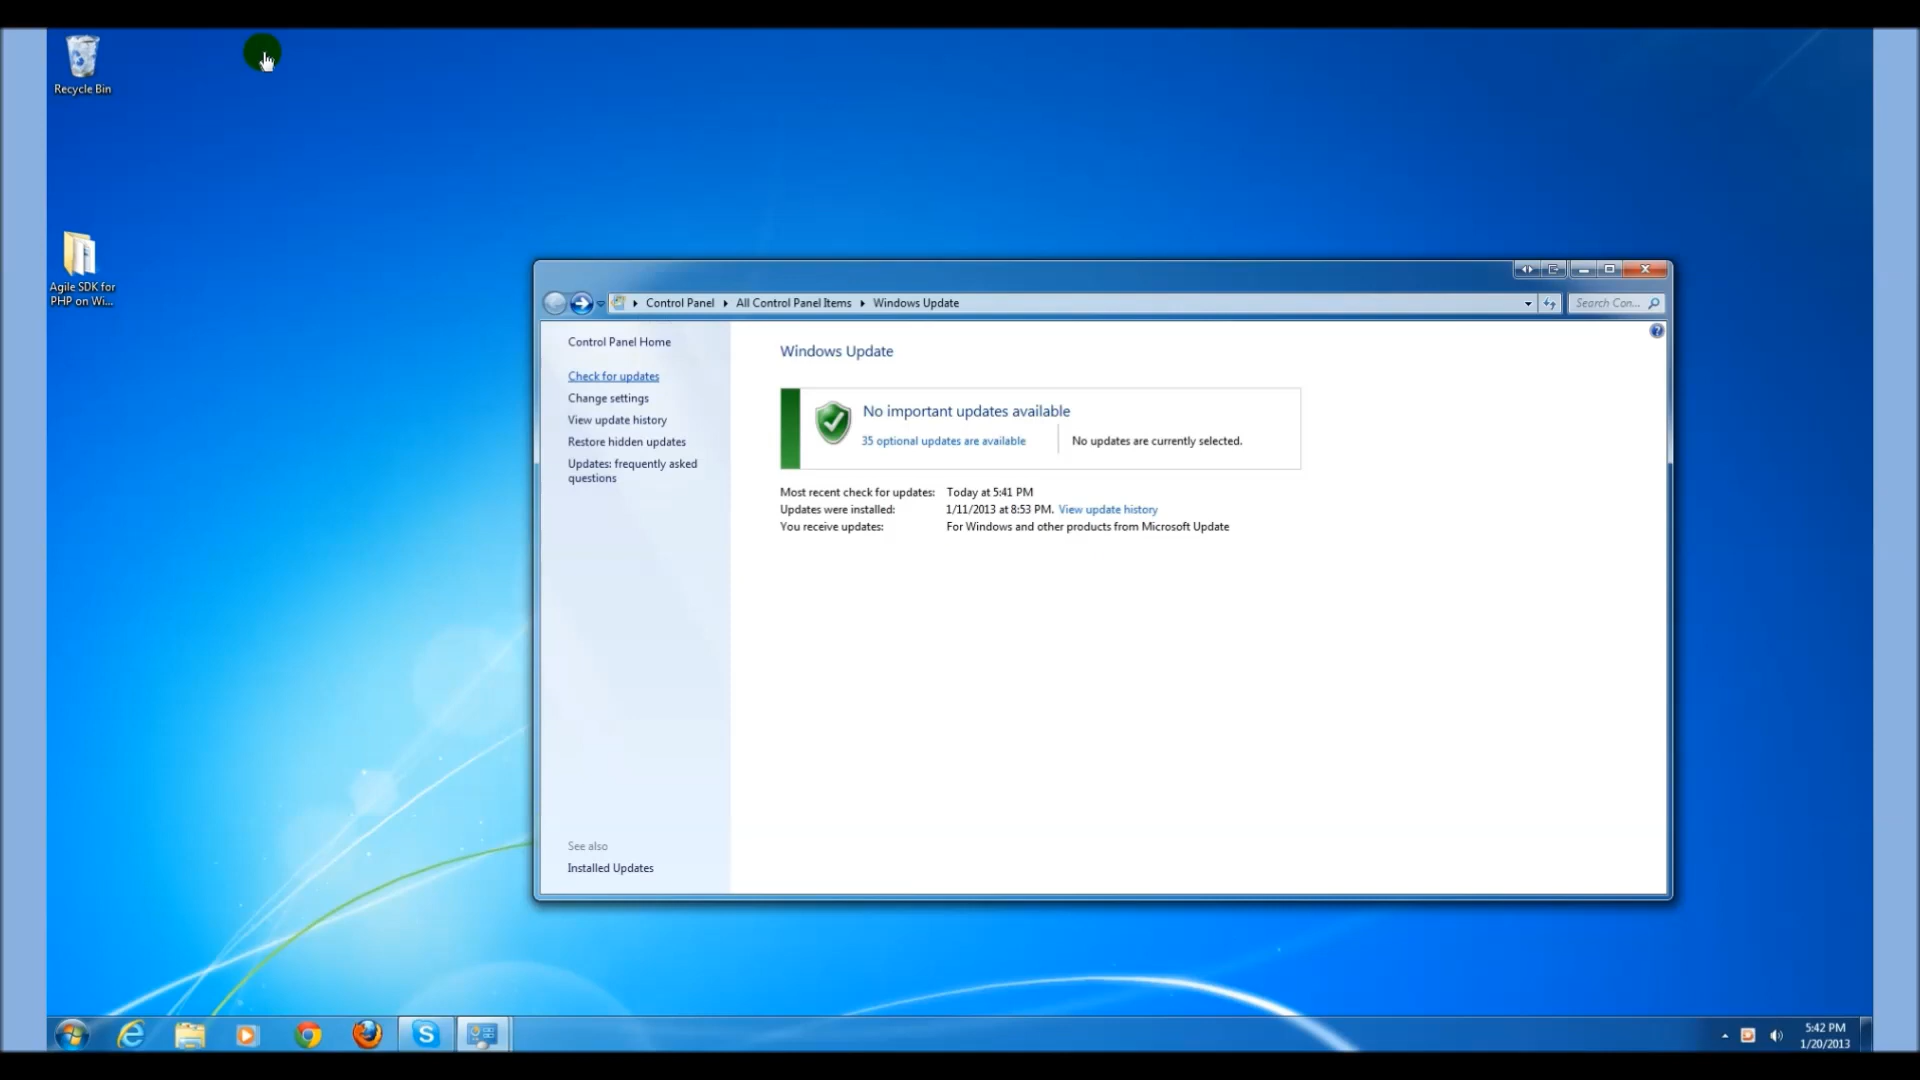 Recycle Bin
Agile SDK for
PHP on Wi...
Control Panel
All Control Panel Items
Windows Update
Search Con...
Control Panel Home
Check for updates
Change settings
View update history
Restore hidden updates
Updates: frequently asked
questions
See also
Installed Updates
Windows Update
No important updates available
35 optional updates are available
No updates are currently selected.
Most recent check for updates: Today at 5:41 PM
Updates were installed: 1/11/2013 at 8:53 PM. View update history
You receive updates: For Windows and other products from Microsoft Update
5:42 PM
1/20/2013